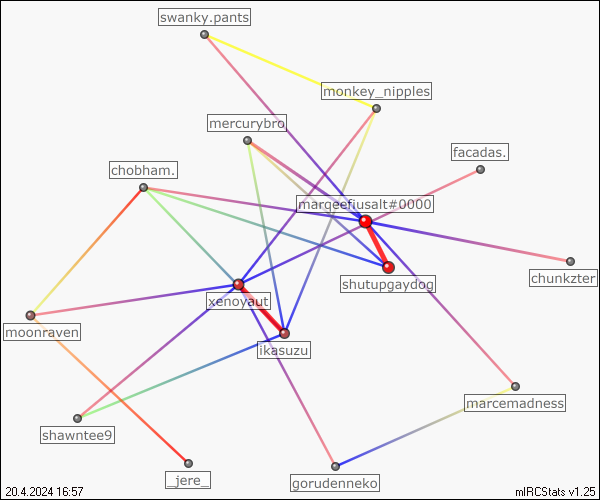 swanky.pants
monkey_nipples
mercurybro
facadas.
chobham.
marqeefiusalt#0000
chunkzter
shutupgaydog
xenoyaut
moonraven
ikasuzu
marcemadness
shawntee9
_jere_
gorudenneko
20.4.2024 16:57
mIRCStats v1.25